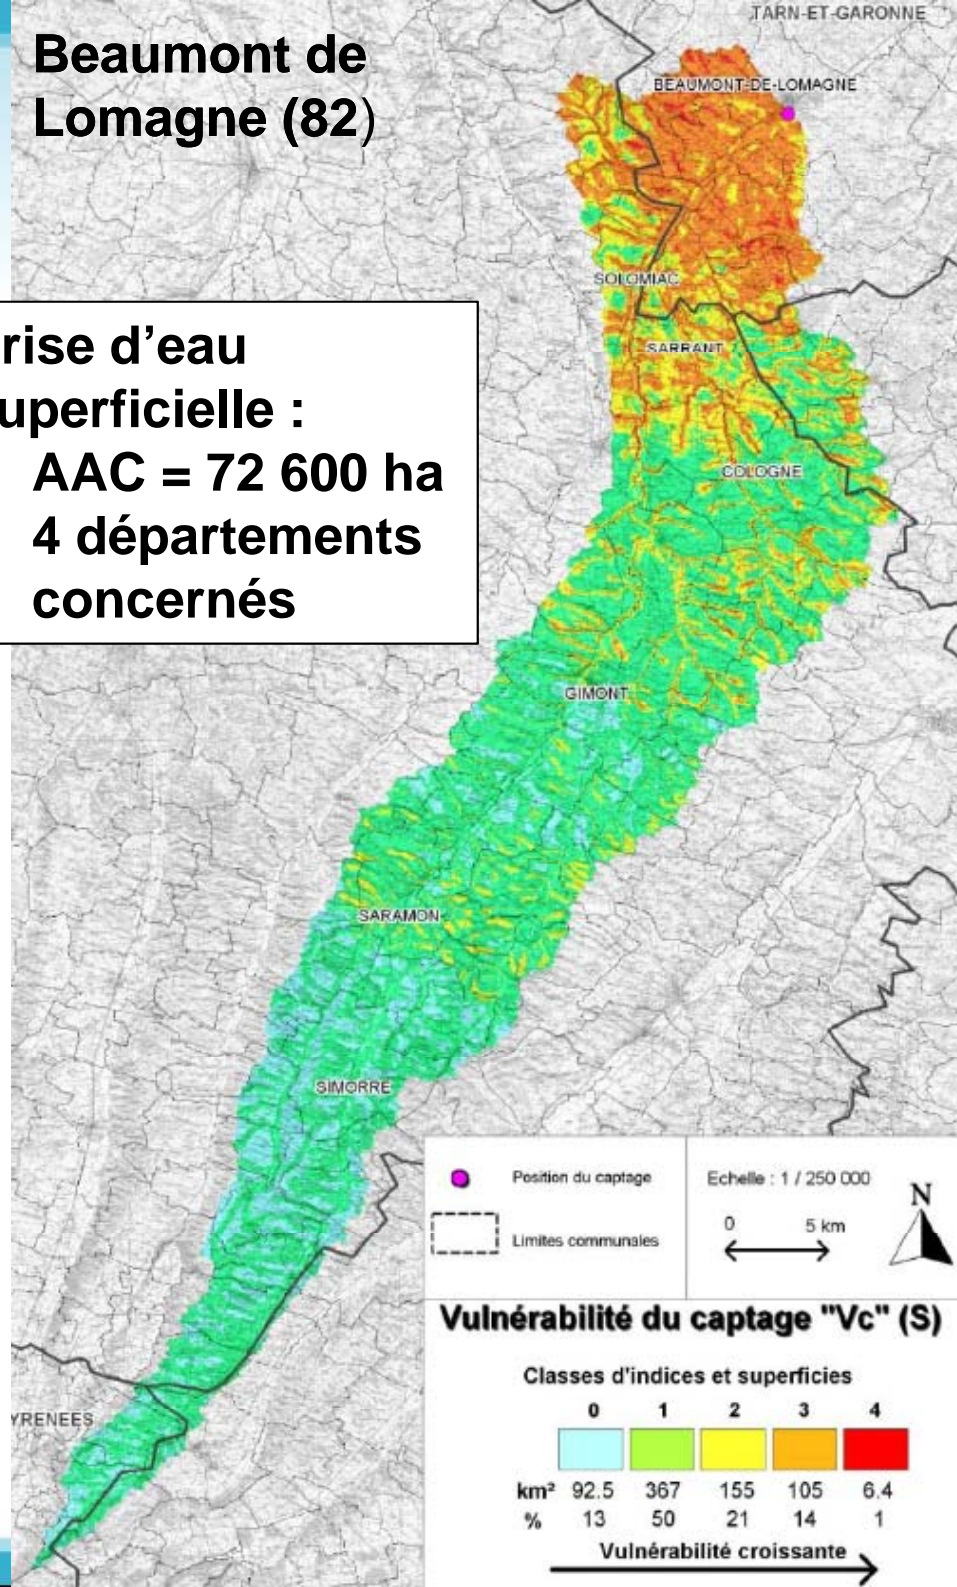 TARN-ET-GARONNE
Beaumont de
Lomagne (82)
BEAUMONT-DE-LOMAGNE
SOLOMIAC
rise d'eau
uperficielle :
AAC = 72 600 ha
4 départements
concernés
SARRANT
COLOGNE
GIMONT
SARAMON
SIMORRE
YRENEES
Position du captage
Limites communales
Echelle : 1 / 250 000
0 5 km
N
Vulnérabilité du captage "Vc" (S)
Classes d'indices et superficies
0 1 2 3 4
km² 92.5 367 155 105 6.4
% 13 50 21 14 1
Vulnérabilité croissante